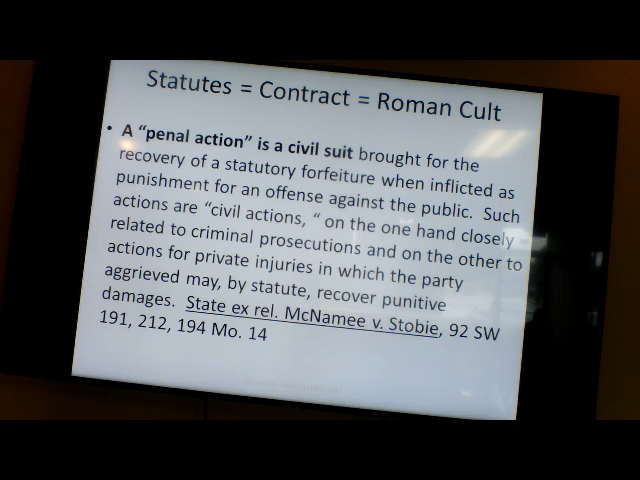 Statutes = Contract = Roman Cult
• A “penal action” is a civil suit brought for the
recovery of a statutory forfeiture when inflicted as
punishment for an offense against the public. Such
actions are “civil actions, “ on the one hand closely
related to criminal prosecutions and on the other to
actions for private injuries in which the party
aggrieved may, by statute, recover punitive
damages. State ex rel. McNamee v. Stobie, 92 SW
191, 212, 194 Mo. 14